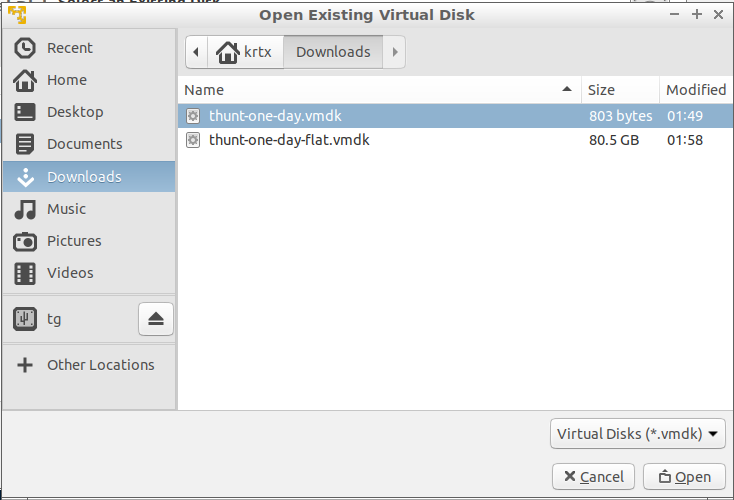 Open Existing Virtual Disk
Recent
Home
Desktop
Documents
Downloads
Music
Pictures
Videos
tg
Other Locations
krtx Downloads
Name Size Modified
thunt-one-day.vmdk 803 bytes 01:49
thunt-one-day-flat.vmdk 80.5 GB 01:58
Virtual Disks (*.vmdk)
Cancel Open